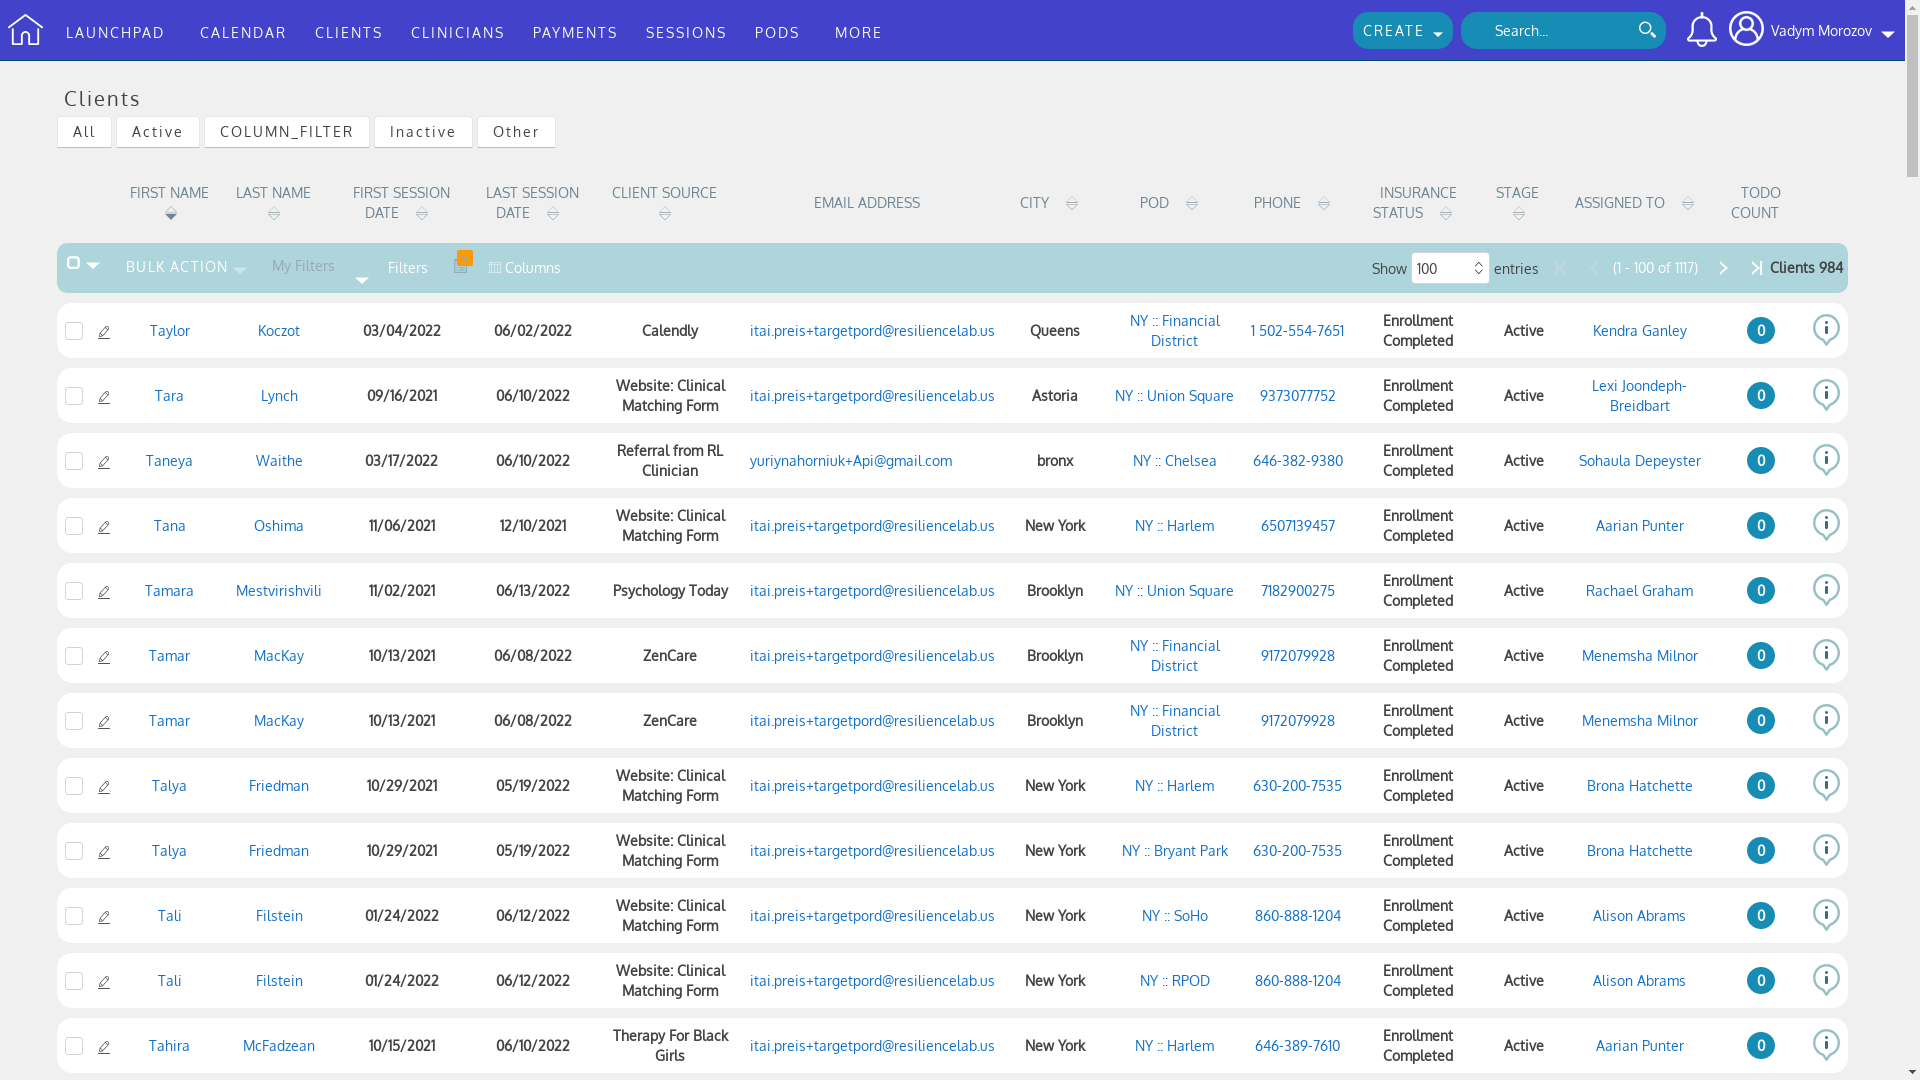 LAUNCHPAD CALENDAR CLIENTS CLINICIANS PAYMENTS SESSIONS PODS MORE CREATE Search... Vadym Morozov
Clients
All Active COLUMN_FILTER Inactive Other
FIRST NAME LAST NAME FIRST SESSION DATE LAST SESSION DATE CLIENT SOURCE EMAIL ADDRESS CITY POD PHONE INSURANCE STATUS STAGE ASSIGNED TO TODO COUNT
BULK ACTION My Filters Filters Columns Show 100 entries (1 - 100 of 1117) Clients 984
Taylor Koczot 03/04/2022 06/02/2022 Calendly itai.preis+targetpord@resiliencelab.us Queens NY :: Financial District 1 502-554-7651 Enrollment Completed Active Kendra Ganley 0
Tara Lynch 09/16/2021 06/10/2022 Website: Clinical Matching Form itai.preis+targetpord@resiliencelab.us Astoria NY :: Union Square 9373077752 Enrollment Completed Active Lexi Joondeph-Breidbart 0
Taneya Waithe 03/17/2022 06/10/2022 Referral from RL Clinician yuriynahorniuk+Api@gmail.com bronx NY :: Chelsea 646-382-9380 Enrollment Completed Active Sohaula Depeyster 0
Tana Oshima 11/06/2021 12/10/2021 Website: Clinical Matching Form itai.preis+targetpord@resiliencelab.us New York NY :: Harlem 6507139457 Enrollment Completed Active Aarian Punter 0
Tamara Mestvirishvili 11/02/2021 06/13/2022 Psychology Today itai.preis+targetpord@resiliencelab.us Brooklyn NY :: Union Square 7182900275 Enrollment Completed Active Rachael Graham 0
Tamar MacKay 10/13/2021 06/08/2022 ZenCare itai.preis+targetpord@resiliencelab.us Brooklyn NY :: Financial District 9172079928 Enrollment Completed Active Menemsha Milnor 0
Tamar MacKay 10/13/2021 06/08/2022 ZenCare itai.preis+targetpord@resiliencelab.us Brooklyn NY :: Financial District 9172079928 Enrollment Completed Active Menemsha Milnor 0
Talya Friedman 10/29/2021 05/19/2022 Website: Clinical Matching Form itai.preis+targetpord@resiliencelab.us New York NY :: Harlem 630-200-7535 Enrollment Completed Active Brona Hatchette 0
Talya Friedman 10/29/2021 05/19/2022 Website: Clinical Matching Form itai.preis+targetpord@resiliencelab.us New York NY :: Bryant Park 630-200-7535 Enrollment Completed Active Brona Hatchette 0
Tali Filstein 01/24/2022 06/12/2022 Website: Clinical Matching Form itai.preis+targetpord@resiliencelab.us New York NY :: SoHo 860-888-1204 Enrollment Completed Active Alison Abrams 0
Tali Filstein 01/24/2022 06/12/2022 Website: Clinical Matching Form itai.preis+targetpord@resiliencelab.us New York NY :: RPOD 860-888-1204 Enrollment Completed Active Alison Abrams 0
Tahira McFadzean 10/15/2021 06/10/2022 Therapy For Black Girls itai.preis+targetpord@resiliencelab.us New York NY :: Harlem 646-389-7610 Enrollment Completed Active Aarian Punter 0